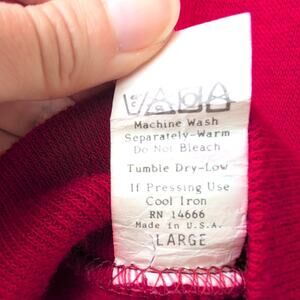 Machine Wash
Separately-Warm
Do Not Bleach
Tumble Dry-Low
If Pressing Use
Cool Iron
RN 14666
Made in U.S.A.
LARGE